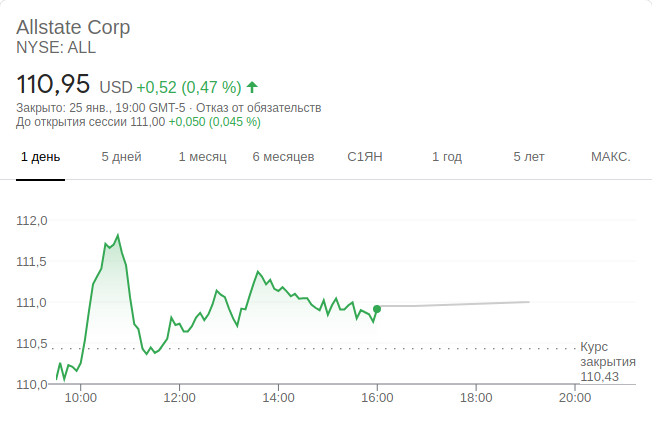 Allstate Corp
NYSE: ALL
110,95 USD +0,52 (0,47 %)
Закрыто: 25 янв., 19:00 GMT-5 · Отказ от обязательств
До открытия сессии 111,00 +0,050 (0,045 %)
1 день 5 дней 1 месяц 6 месяцев С1ЯН 1 год 5 лет МАКС.
112,0
111,5
111,0
110,5
110,0
Курс
закрытия
110,43
10:00 12:00 14:00 16:00 18:00 20:00